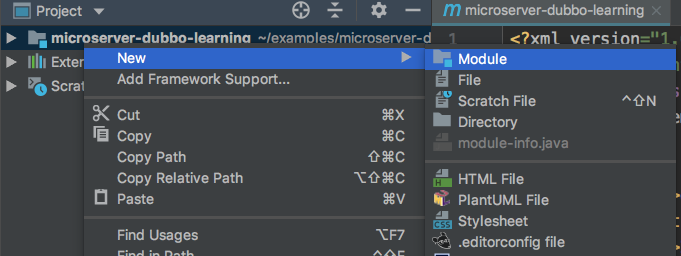 Project
microserver-dubbo-learning
microserver-dubbo-learning ~/examples/microserver-d
1
<?xml version="1.
Exter
Scrat
New
Add Framework Support...
Cut ⌘X
Copy ⌘C
Copy Path ⇧⌘C
Copy Relative Path ⌥⇧⌘C
Paste ⌘V
Find Usages ⌥F7
Find in Path ^⇧F
Module
File
Scratch File ^⇧N
Directory
module-info.java
HTML File
PlantUML File
Stylesheet
.editorconfig file